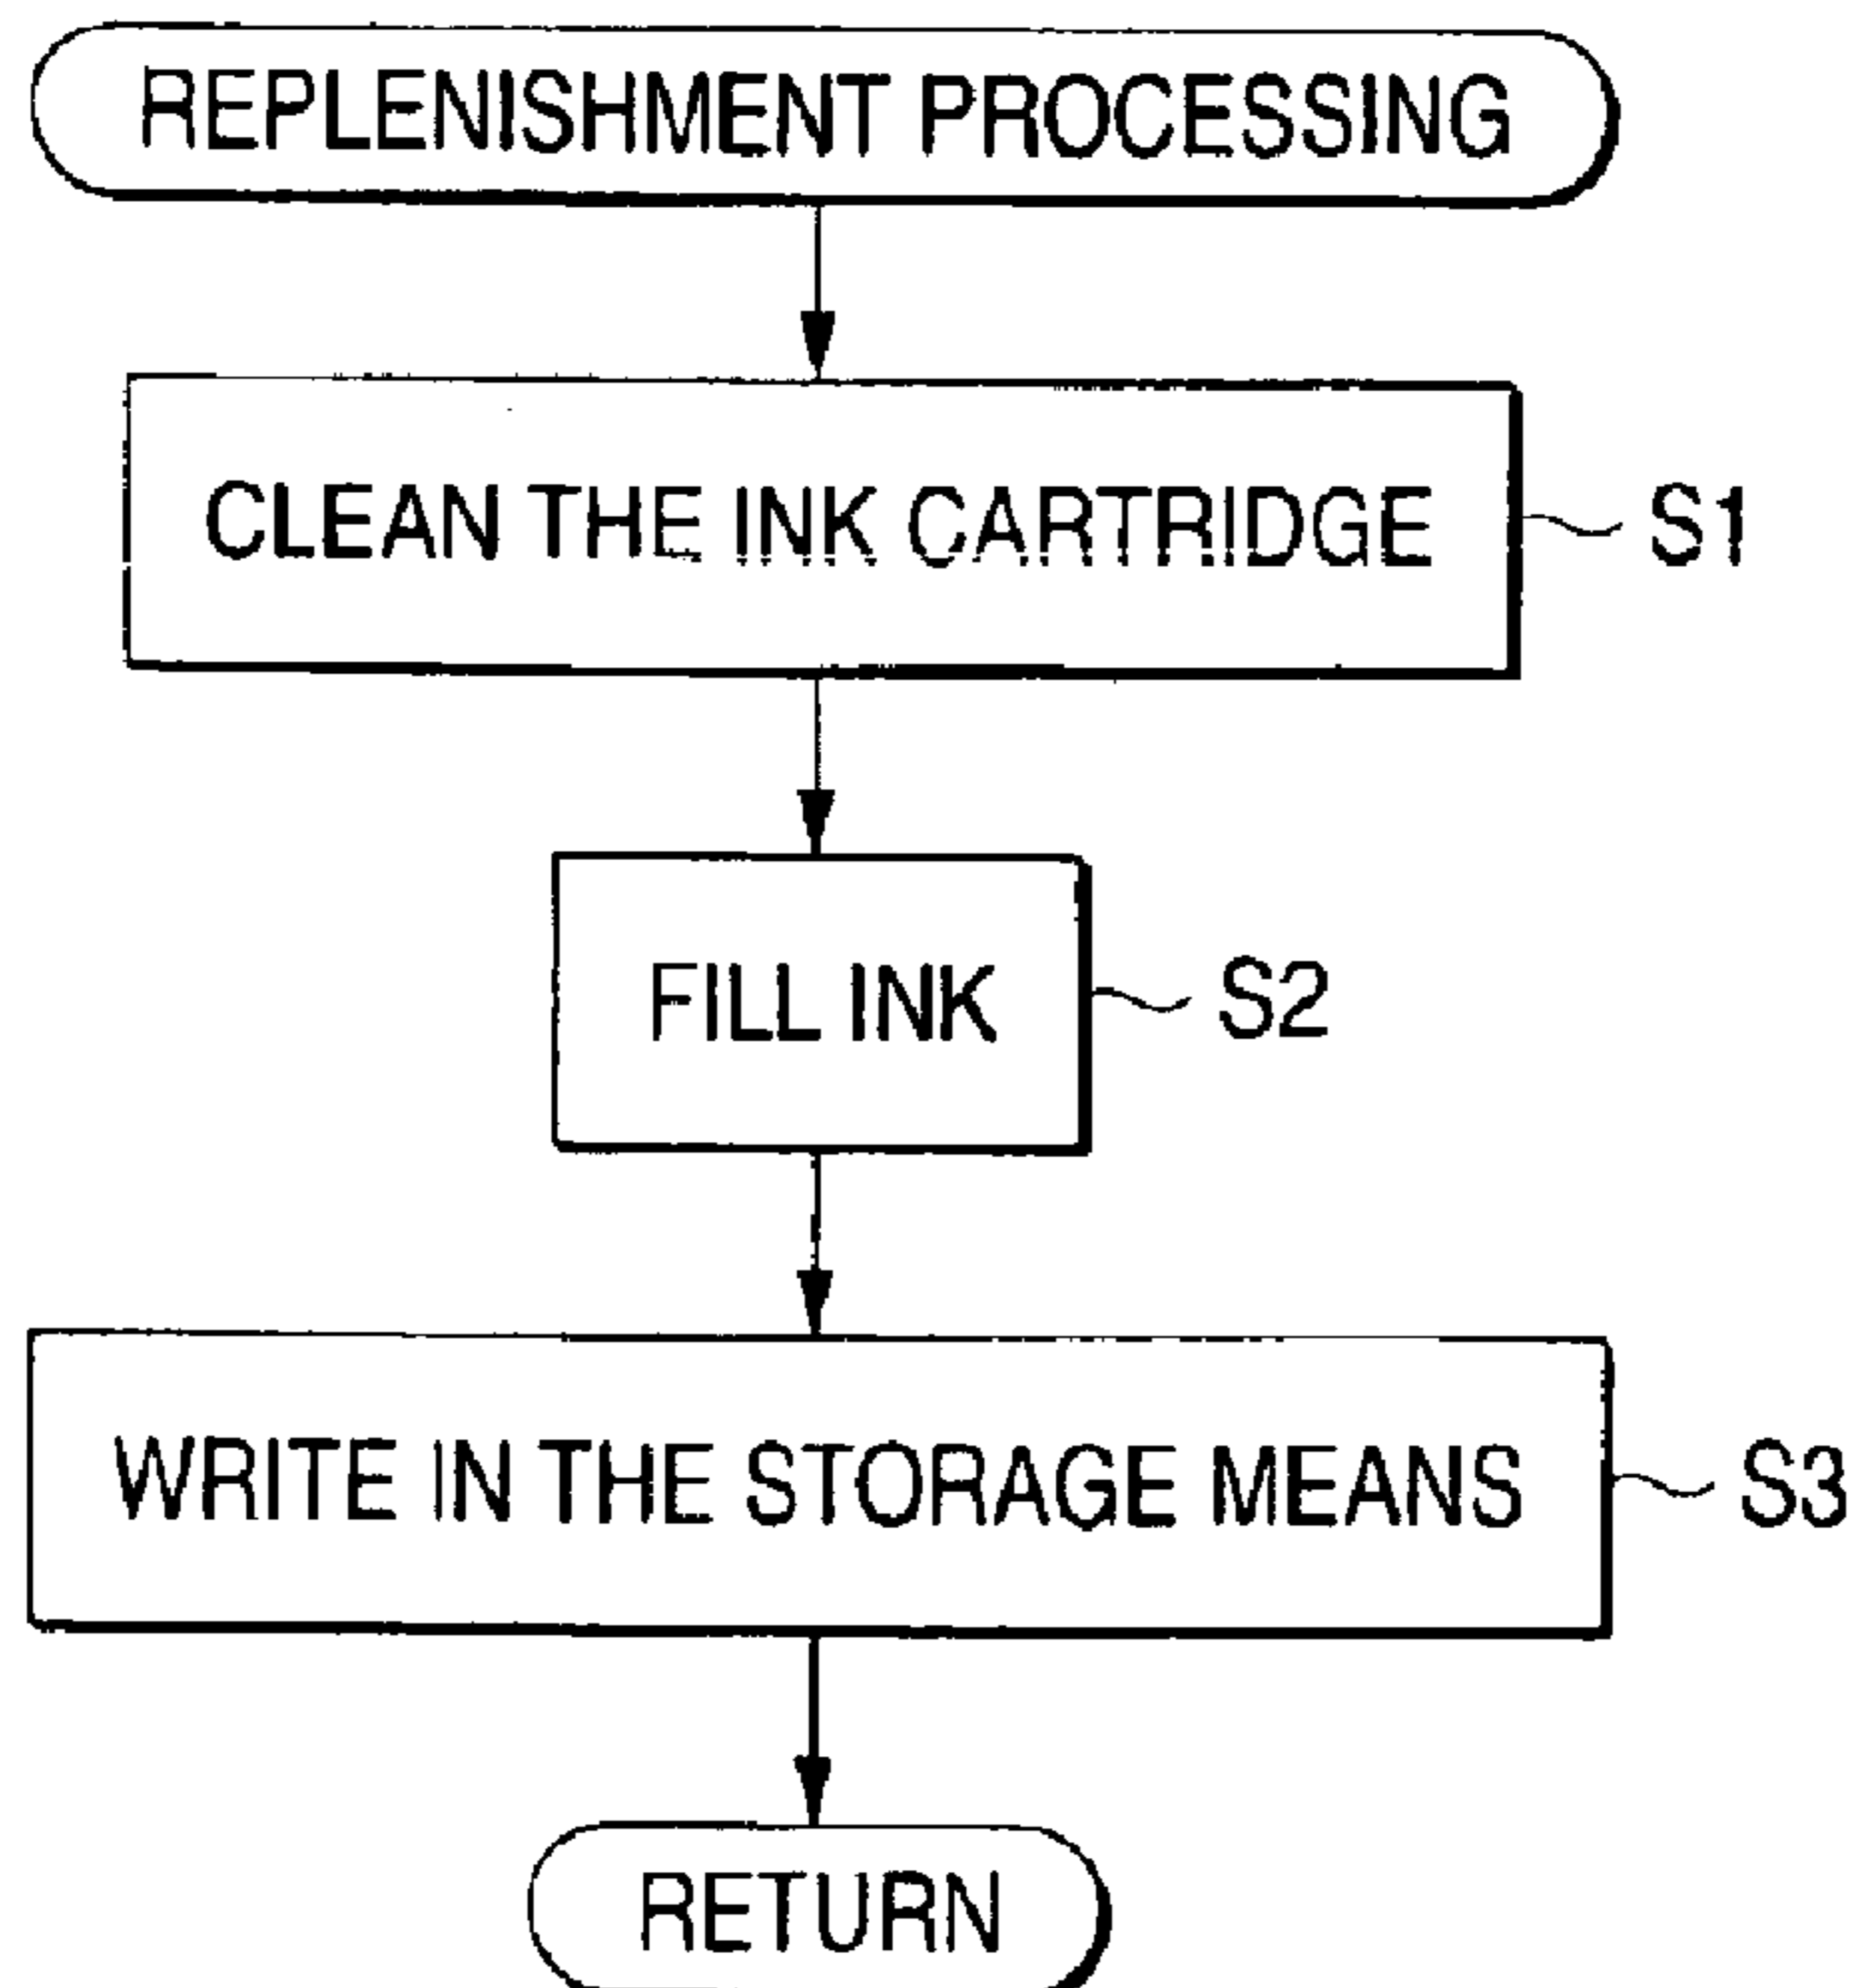 REPLENISHMENT PROCESSING
CLEAN THE INK CARTRIDGE
S1
FILL INK
S2
WRITE IN THE STORAGE MEANS
S3
RETURN